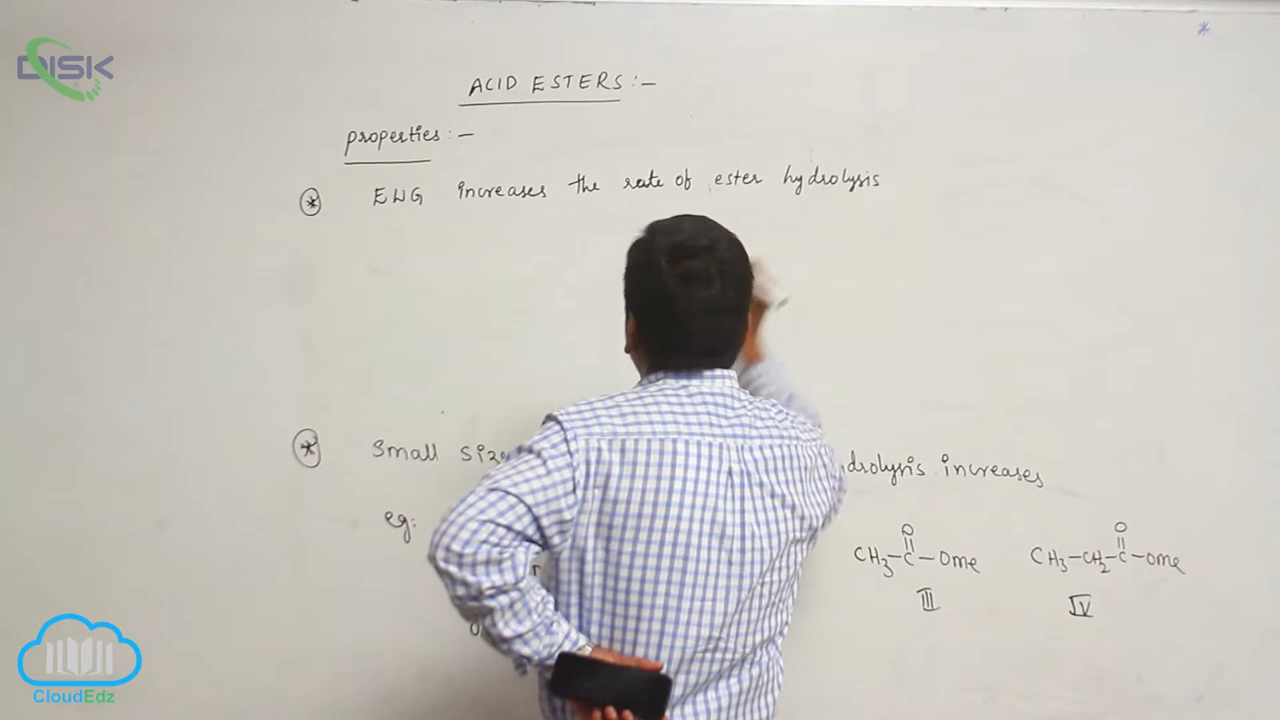 DISK
ACID ESTERS :-
properties :-
* EWG increases the rate of ester hydrolysis
* Small drolysis increases
eg:
O O
CH3-C-OMe CH3-CH2-C-OMe
III IV
CloudEdz